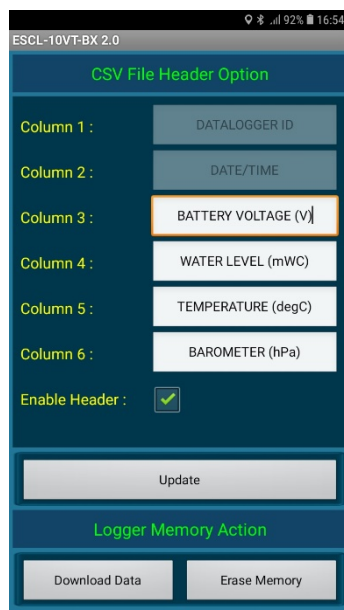 92% 16:54
ESCL-10VT-BX 2.0
CSV File Header Option
Column 1 : DATALOGGER ID
Column 2 : DATE/TIME
Column 3 : BATTERY VOLTAGE (V)
Column 4 : WATER LEVEL (mWC)
Column 5 : TEMPERATURE (degC)
Column 6 : BAROMETER (hPa)
Enable Header :
Update
Logger Memory Action
Download Data Erase Memory